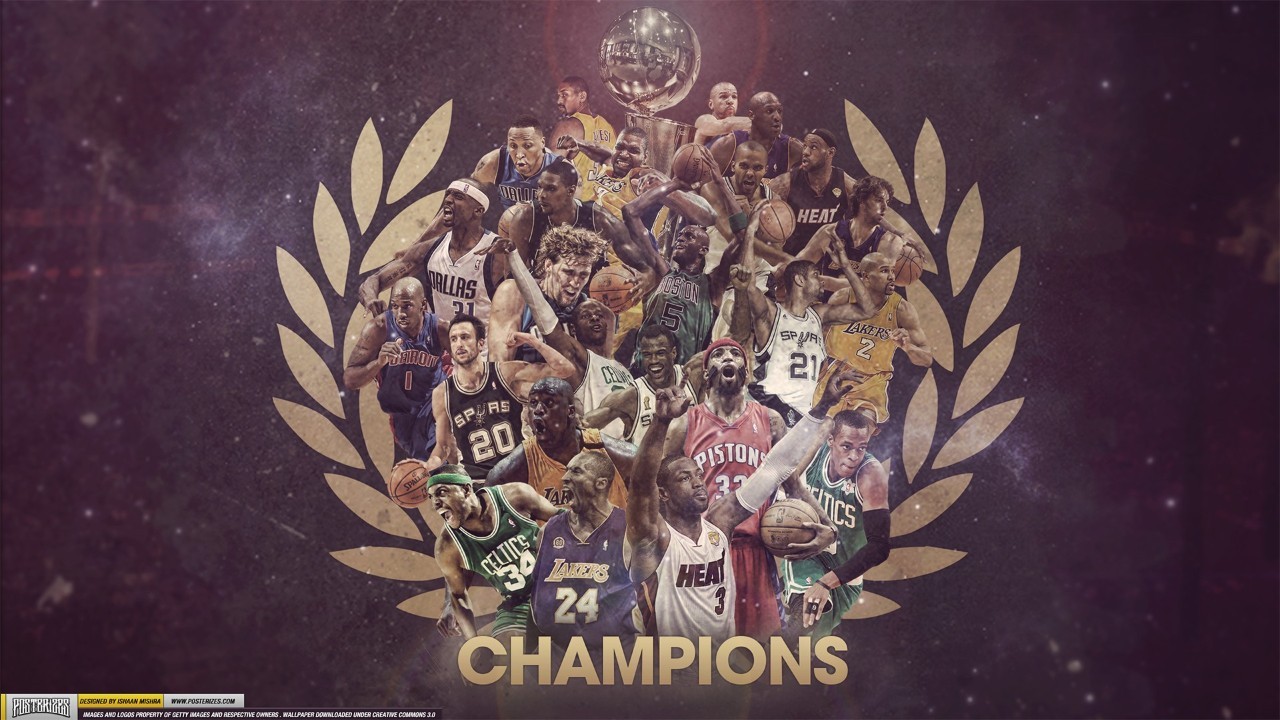 DALLAS
31
HEAT
BOSTON
5
SPURS
21
LAKERS
2
DETROIT
1
SPURS
20
PISTONS
CELTICS
34
LAKERS
24
HEAT
3
CELTICS
CHAMPIONS
POSTERIZES
DESIGNED BY ISHAAN MISHRA
WWW.POSTERIZES.COM
IMAGES AND LOGOS PROPERTY OF GETTY IMAGES AND RESPECTIVE OWNERS . WALLPAPER DOWNLOADED UNDER CREATIVE COMMONS 3.0